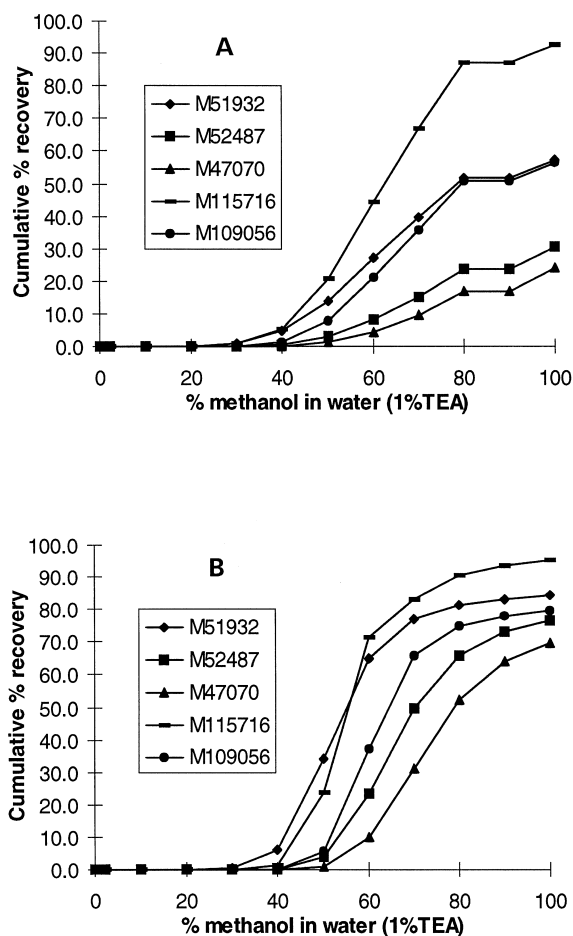 A
100.0
90.0
80.0
70.0
60.0
50.0
40.0
30.0
20.0
10.0
0.0
Cumulative % recovery
M51932
M52487
M47070
M115716
M109056
0 20 40 60 80 100
% methanol in water (1%TEA)
B
100.0
90.0
80.0
70.0
60.0
50.0
40.0
30.0
20.0
10.0
0.0
Cumulative % recovery
M51932
M52487
M47070
M115716
M109056
0 20 40 60 80 100
% methanol in water (1%TEA)